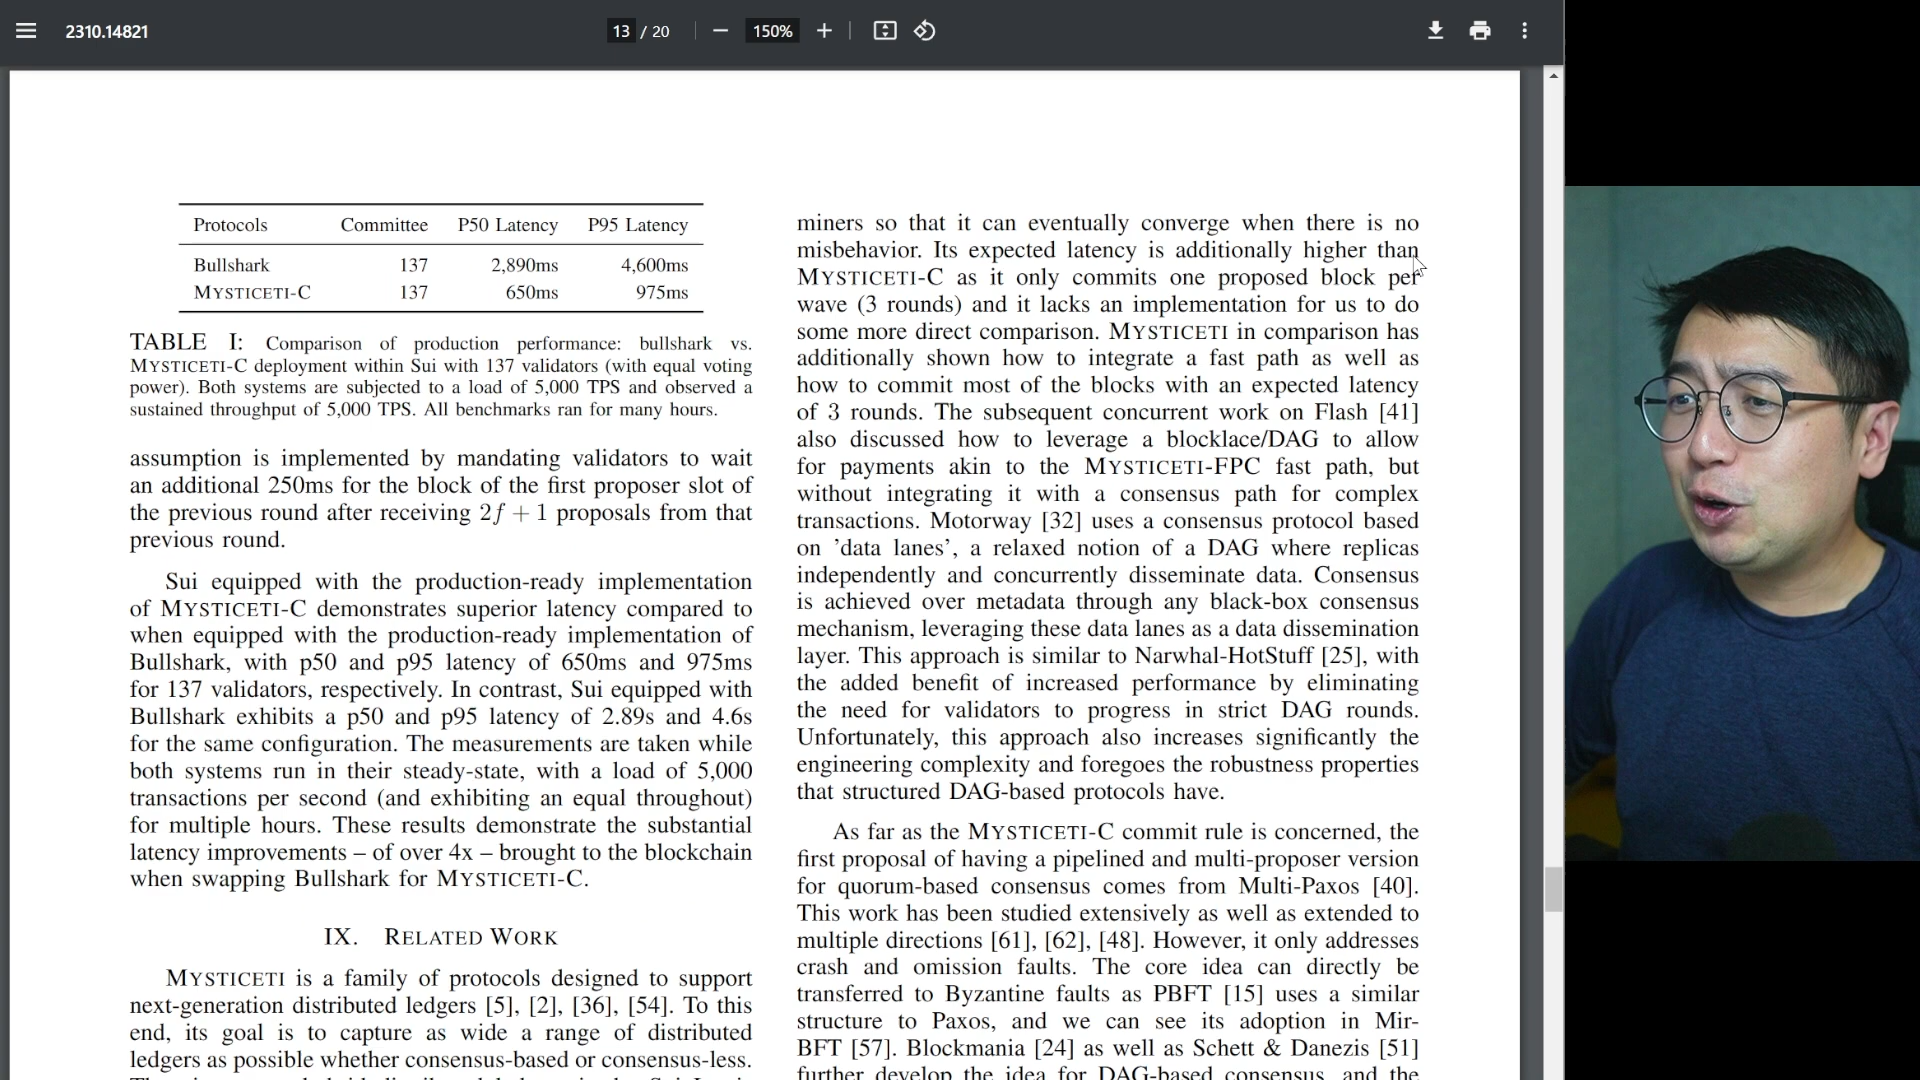 2310.14821
13 / 20
150%
Protocols Committee P50 Latency P95 Latency
Bullshark 137 2,890ms 4,600ms
MYSTICETI-C 137 650ms 975ms
TABLE I: Comparison of production performance: bullshark vs.
MYSTICETI-C deployment within Sui with 137 validators (with equal voting
power). Both systems are subjected to a load of 5,000 TPS and observed a
sustained throughput of 5,000 TPS. All benchmarks ran for many hours.
assumption is implemented by mandating validators to wait
an additional 250ms for the block of the first proposer slot of
the previous round after receiving 2f + 1 proposals from that
previous round.
Sui equipped with the production-ready implementation
of MYSTICETI-C demonstrates superior latency compared to
when equipped with the production-ready implementation of
Bullshark, with p50 and p95 latency of 650ms and 975ms
for 137 validators, respectively. In contrast, Sui equipped with
Bullshark exhibits a p50 and p95 latency of 2.89s and 4.6s
for the same configuration. The measurements are taken while
both systems run in their steady-state, with a load of 5,000
transactions per second (and exhibiting an equal throughout)
for multiple hours. These results demonstrate the substantial
latency improvements – of over 4x – brought to the blockchain
when swapping Bullshark for MYSTICETI-C.
IX. RELATED WORK
MYSTICETI is a family of protocols designed to support
next-generation distributed ledgers [5], [2], [36], [54]. To this
end, its goal is to capture as wide a range of distributed
ledgers as possible whether consensus-based or consensus-less.
miners so that it can eventually converge when there is no
misbehavior. Its expected latency is additionally higher than
MYSTICETI-C as it only commits one proposed block per
wave (3 rounds) and it lacks an implementation for us to do
some more direct comparison. MYSTICETI in comparison has
additionally shown how to integrate a fast path as well as
how to commit most of the blocks with an expected latency
of 3 rounds. The subsequent concurrent work on Flash [41]
also discussed how to leverage a blocklace/DAG to allow
for payments akin to the MYSTICETI-FPC fast path, but
without integrating it with a consensus path for complex
transactions. Motorway [32] uses a consensus protocol based
on ’data lanes’, a relaxed notion of a DAG where replicas
independently and concurrently disseminate data. Consensus
is achieved over metadata through any black-box consensus
mechanism, leveraging these data lanes as a data dissemination
layer. This approach is similar to Narwhal-HotStuff [25], with
the added benefit of increased performance by eliminating
the need for validators to progress in strict DAG rounds.
Unfortunately, this approach also increases significantly the
engineering complexity and foregoes the robustness properties
that structured DAG-based protocols have.
As far as the MYSTICETI-C commit rule is concerned, the
first proposal of having a pipelined and multi-proposer version
for quorum-based consensus comes from Multi-Paxos [40].
This work has been studied extensively as well as extended to
multiple directions [61], [62], [48]. However, it only addresses
crash and omission faults. The core idea can directly be
transferred to Byzantine faults as PBFT [15] uses a similar
structure to Paxos, and we can see its adoption in Mir-
BFT [57]. Blockmania [24] as well as Schett & Danezis [51]
further develop the idea for DAG-based consensus, and the